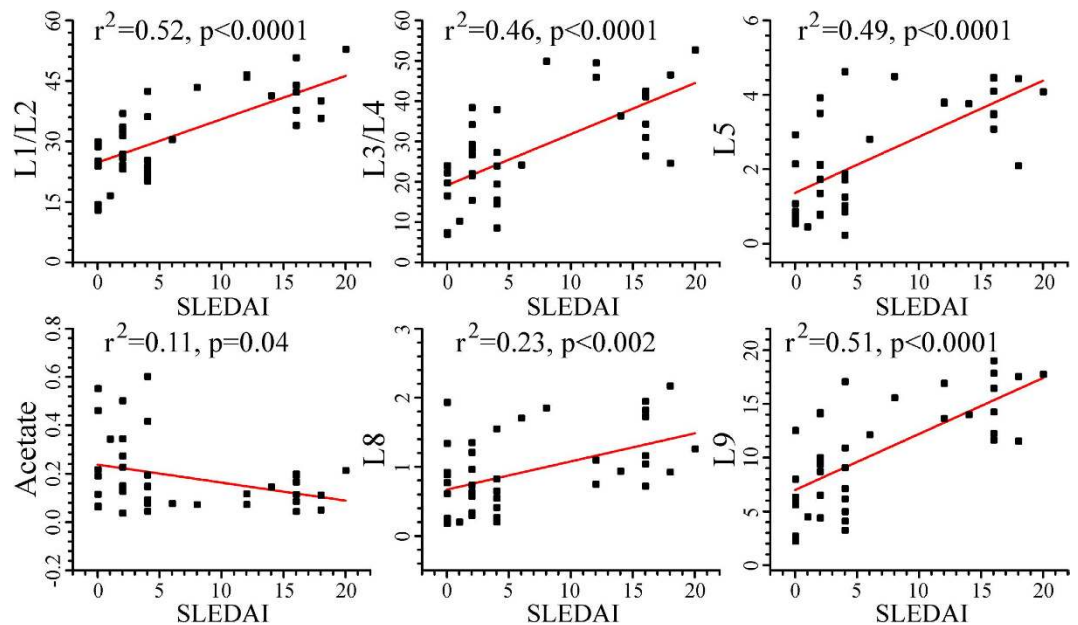 r²=0.52, p<0.0001
L1/L2
60
45
30
15
0
0 5 10 15 20
SLEDAI
r²=0.46, p<0.0001
L3/L4
60
50
40
30
20
10
0
0 5 10 15 20
SLEDAI
r²=0.49, p<0.0001
L5
6
4
2
0
0 5 10 15 20
SLEDAI
r²=0.11, p=0.04
Acetate
0.8
0.6
0.4
0.2
0.0
-0.2
0 5 10 15 20
SLEDAI
r²=0.23, p<0.002
L8
3
2
1
0
0 5 10 15 20
SLEDAI
r²=0.51, p<0.0001
L9
20
15
10
5
0
0 5 10 15 20
SLEDAI